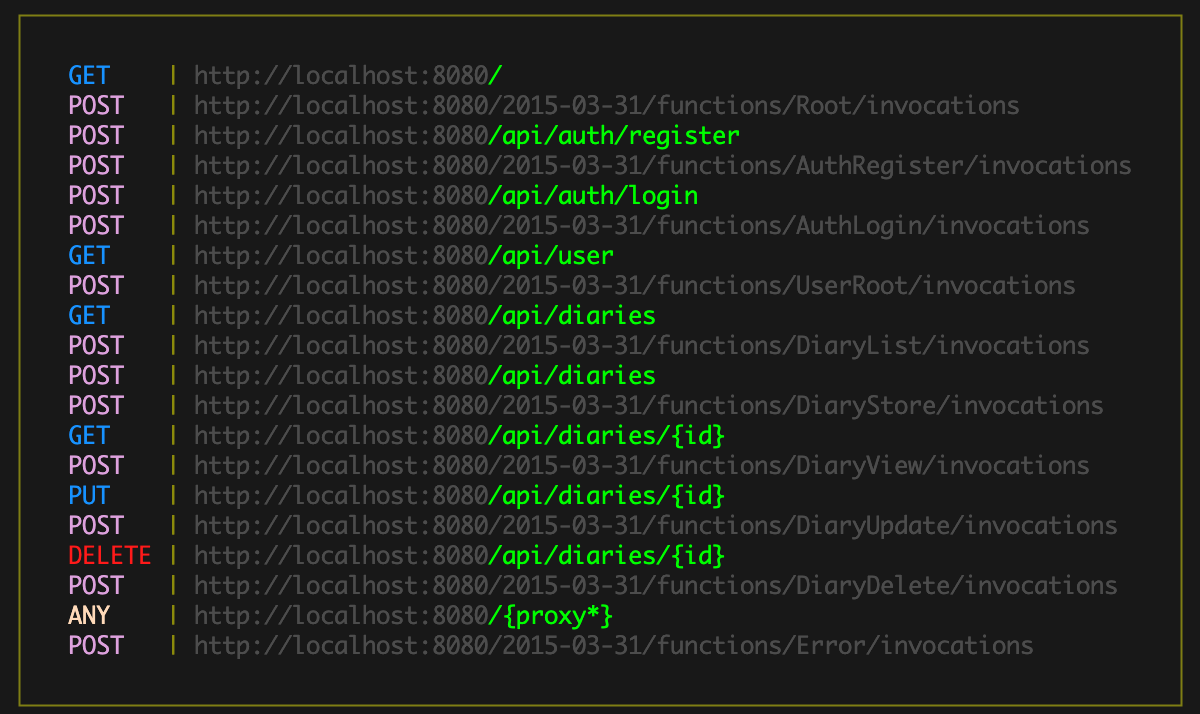 GET | http://localhost:8080/
POST | http://localhost:8080/2015-03-31/functions/Root/invocations
POST | http://localhost:8080/api/auth/register
POST | http://localhost:8080/2015-03-31/functions/AuthRegister/invocations
POST | http://localhost:8080/api/auth/login
POST | http://localhost:8080/2015-03-31/functions/AuthLogin/invocations
GET | http://localhost:8080/api/user
POST | http://localhost:8080/2015-03-31/functions/UserRoot/invocations
GET | http://localhost:8080/api/diaries
POST | http://localhost:8080/2015-03-31/functions/DiaryList/invocations
POST | http://localhost:8080/api/diaries
POST | http://localhost:8080/2015-03-31/functions/DiaryStore/invocations
GET | http://localhost:8080/api/diaries/{id}
POST | http://localhost:8080/2015-03-31/functions/DiaryView/invocations
PUT | http://localhost:8080/api/diaries/{id}
POST | http://localhost:8080/2015-03-31/functions/DiaryUpdate/invocations
DELETE | http://localhost:8080/api/diaries/{id}
POST | http://localhost:8080/2015-03-31/functions/DiaryDelete/invocations
ANY | http://localhost:8080/{proxy*}
POST | http://localhost:8080/2015-03-31/functions/Error/invocations